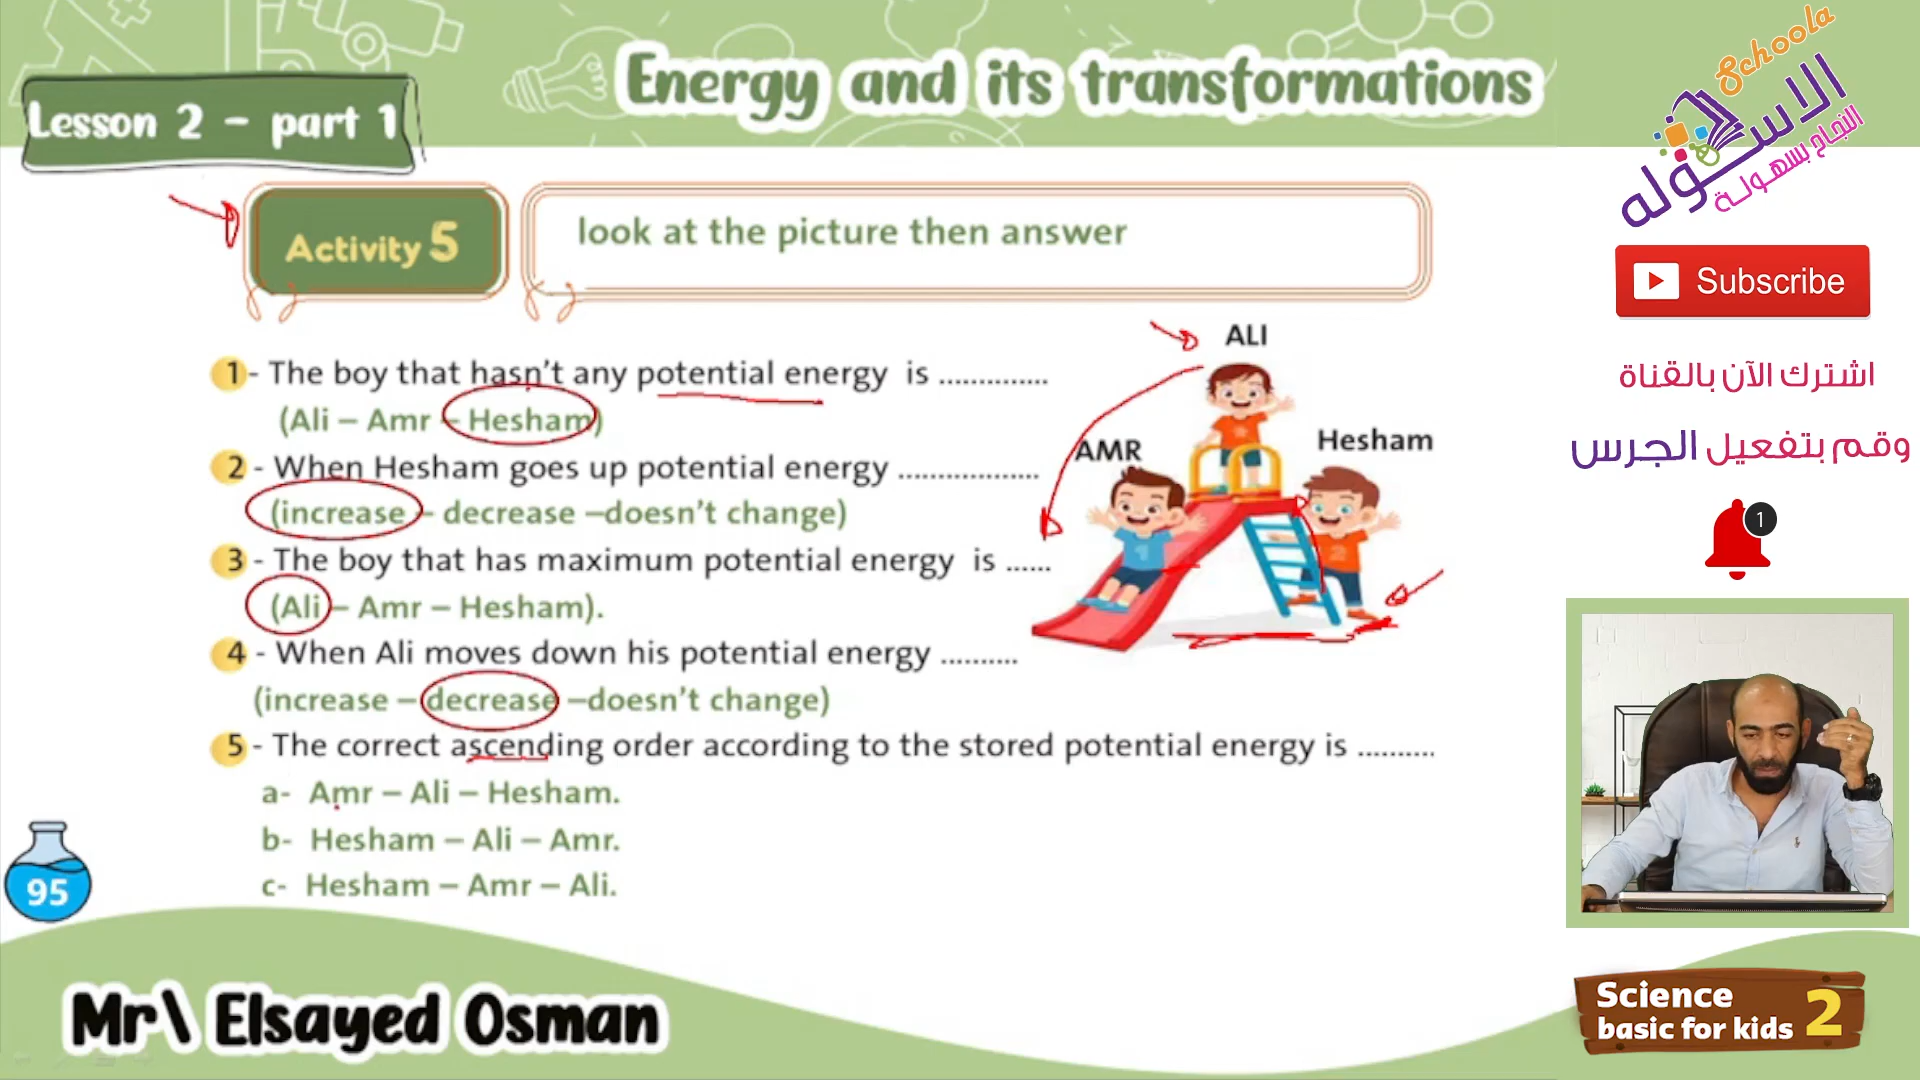 Energy and its transformations
Lesson 2 - part 1
Schoola
الاسكوله
النجاح بسهولة
Activity 5
look at the picture then answer
Subscribe
اشترك الآن بالقناة
وقم بتفعيل الجرس
1
ALI
AMR
Hesham
1
2
1 - The boy that hasn't any potential energy is ..............
(Ali – Amr – Hesham)
2 - When Hesham goes up potential energy .................
(increase – decrease –doesn't change)
3 - The boy that has maximum potential energy is ......
(Ali – Amr – Hesham).
4 - When Ali moves down his potential energy ..........
(increase – decrease –doesn't change)
5 - The correct ascending order according to the stored potential energy is ..........
a- Amr – Ali – Hesham.
b- Hesham – Ali – Amr.
c- Hesham – Amr – Ali.
95
Mr\ Elsayed Osman
Science
basic for kids 2